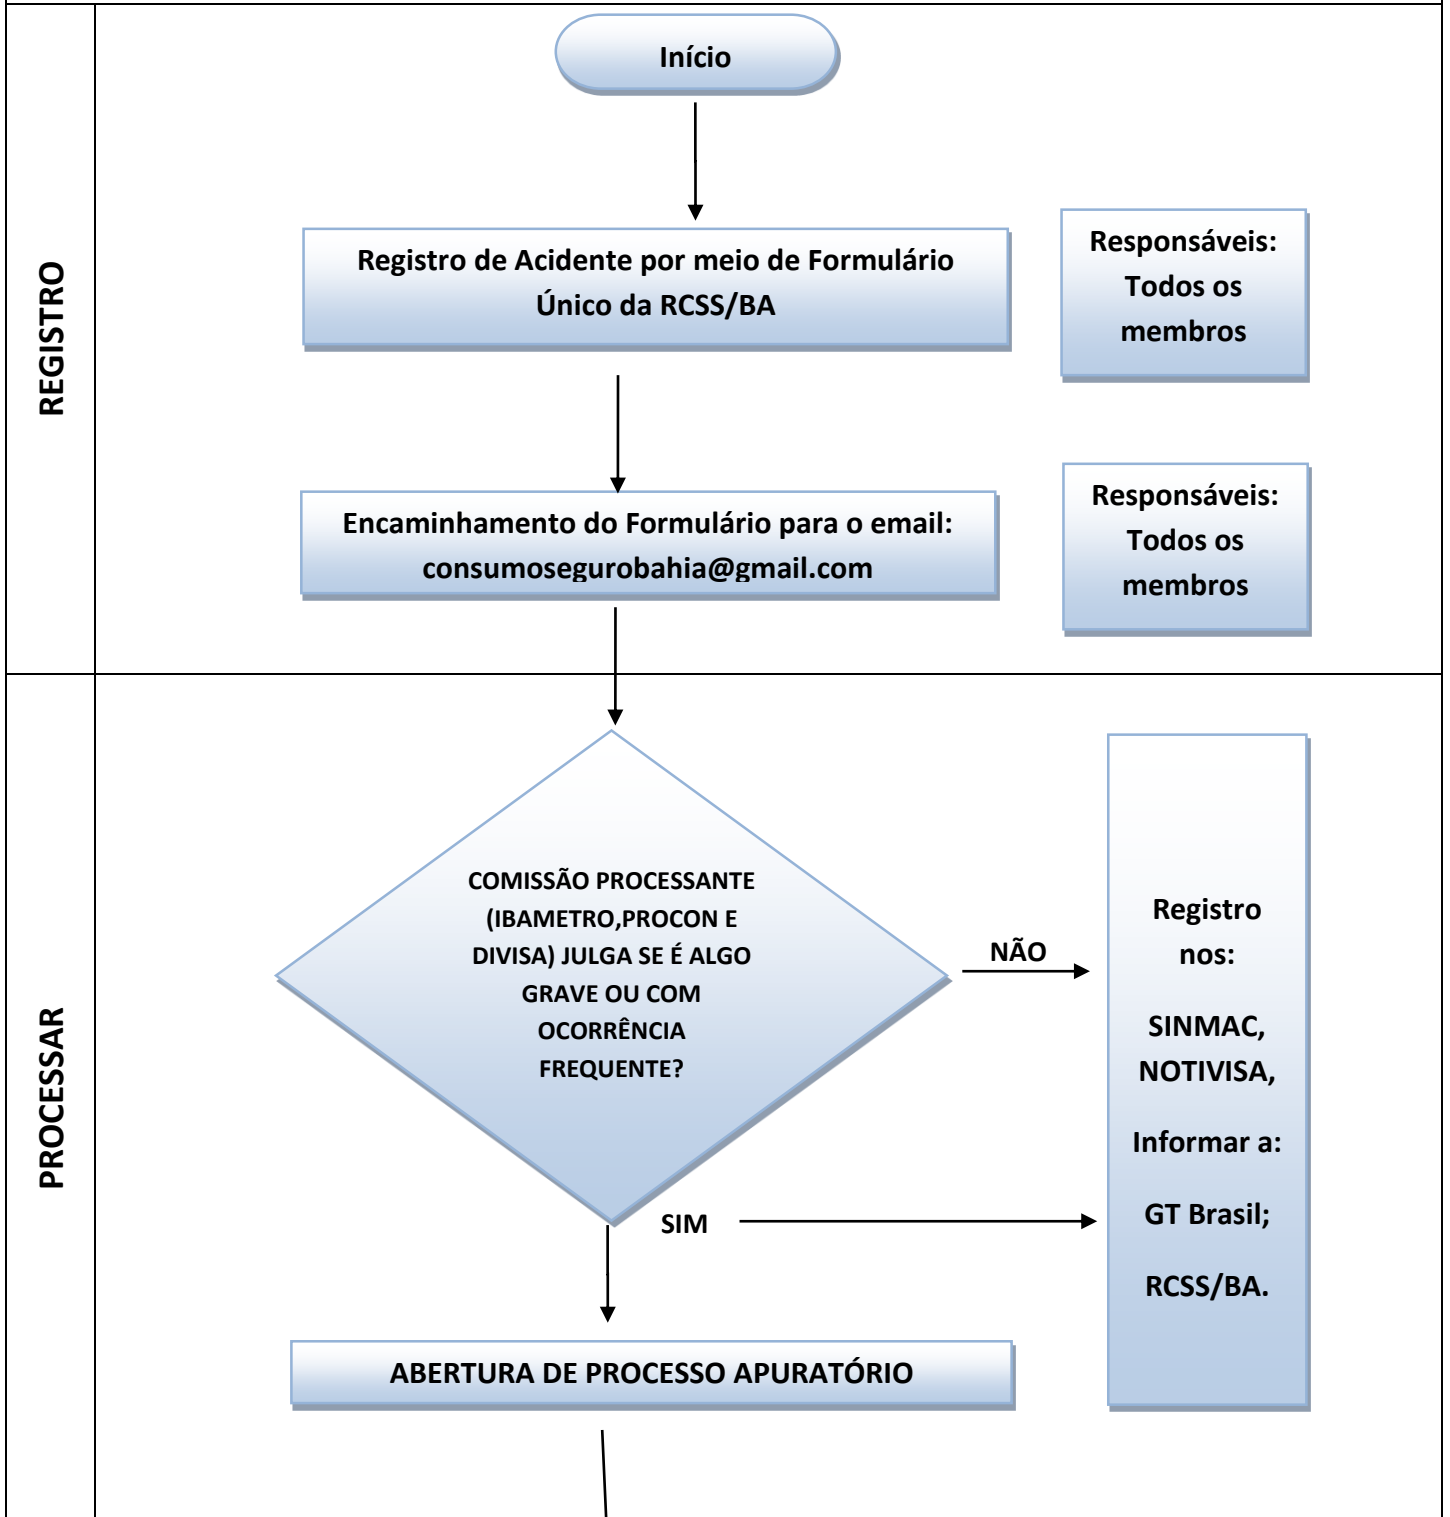 Início
REGISTRO
Registro de Acidente por meio de Formulário
Único da RCSS/BA
Responsáveis:
Todos os
membros
Encaminhamento do Formulário para o email:
consumosegurobahia@gmail.com
Responsáveis:
Todos os
membros
PROCESSAR
COMISSÃO PROCESSANTE
(IBAMETRO,PROCON E
DIVISA) JULGA SE É ALGO
GRAVE OU COM
OCORRÊNCIA
FREQUENTE?
NÃO
SIM
Registro
nos:
SINMAC,
NOTIVISA,
Informar a:
GT Brasil;
RCSS/BA.
ABERTURA DE PROCESSO APURATÓRIO